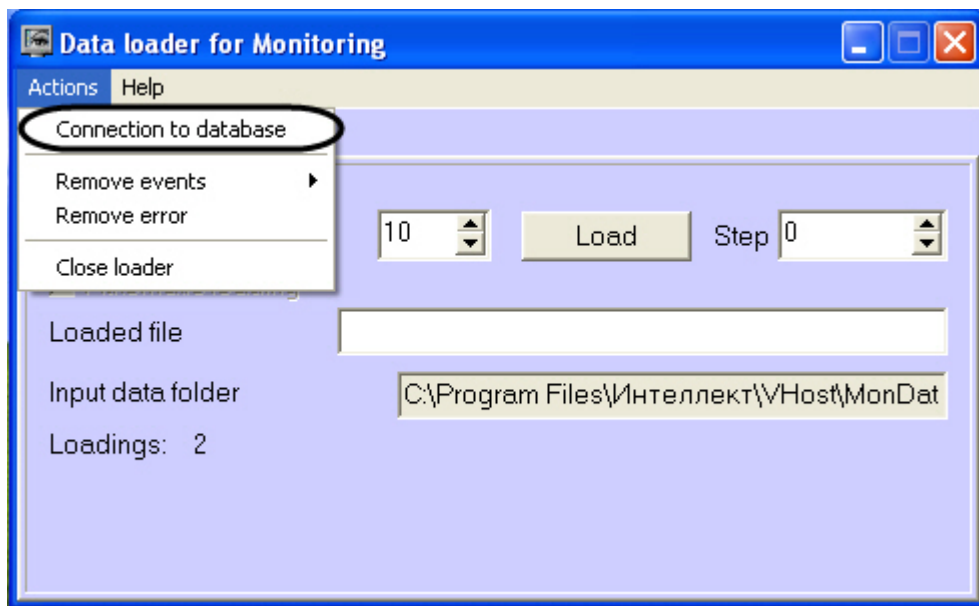 Data loader for Monitoring
Actions Help
Connection to database
Remove events
Remove error
Close loader
10 Load Step 0
Loaded file
Input data folder C:\Program Files\Интеллект\VHost\MonDat
Loadings: 2